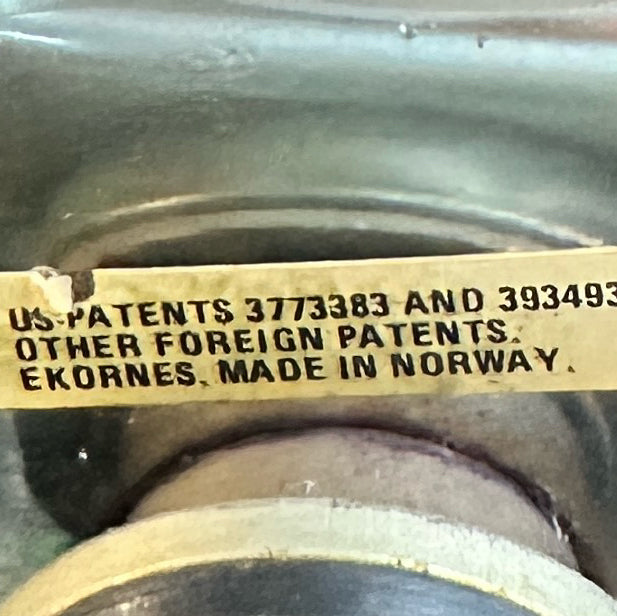 US PATENTS 3773383 AND 393493
OTHER FOREIGN PATENTS.
EKORNES. MADE IN NORWAY.